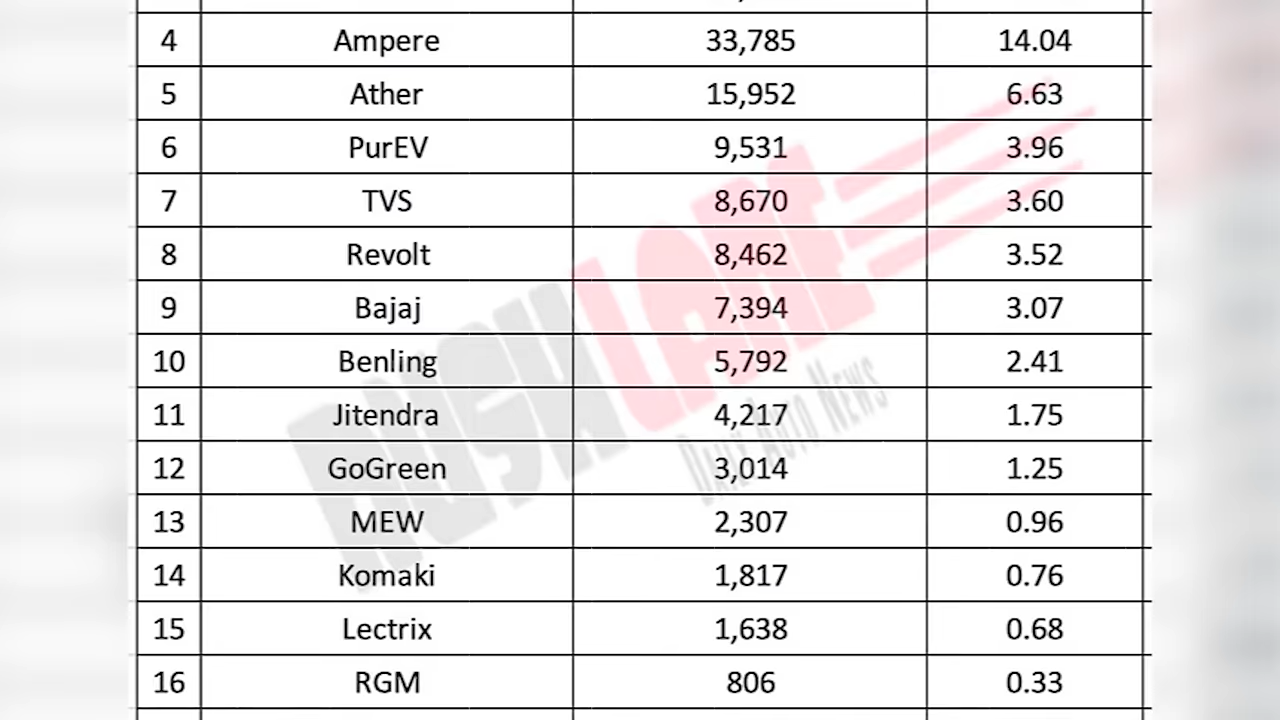 4 Ampere 33,785 14.04
5 Ather 15,952 6.63
6 PurEV 9,531 3.96
7 TVS 8,670 3.60
8 Revolt 8,462 3.52
9 Bajaj 7,394 3.07
10 Benling 5,792 2.41
11 Jitendra 4,217 1.75
12 GoGreen 3,014 1.25
13 MEW 2,307 0.96
14 Komaki 1,817 0.76
15 Lectrix 1,638 0.68
16 RGM 806 0.33
RUSHLANE
DAILY AUTO NEWS